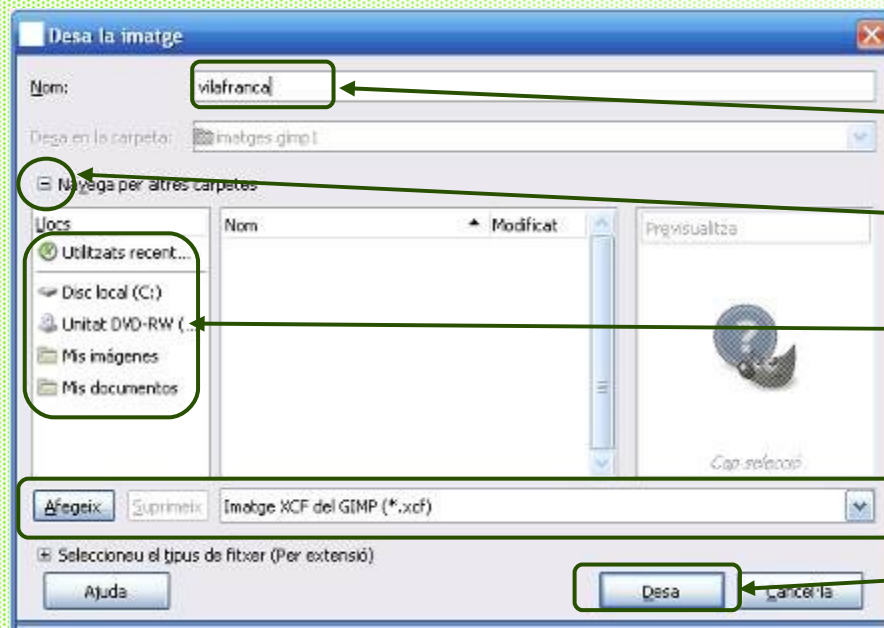 Desa la imatge
Nom: vilafranca
Desa en la carpeta: imatges gimp1
Navega per altres carpetes
Llocs Nom Modificat Previsualitza
Utilitzats recent...
Disc local (C:)
Unitat DVD-RW (...
Mis imágenes
Mis documentos
Cap selecció
Afegeix Suprimeix Imatge XCF del GIMP (*.xcf)
Seleccioneu el tipus de fitxer (Per extensió)
Ajuda Desa Cancel·la